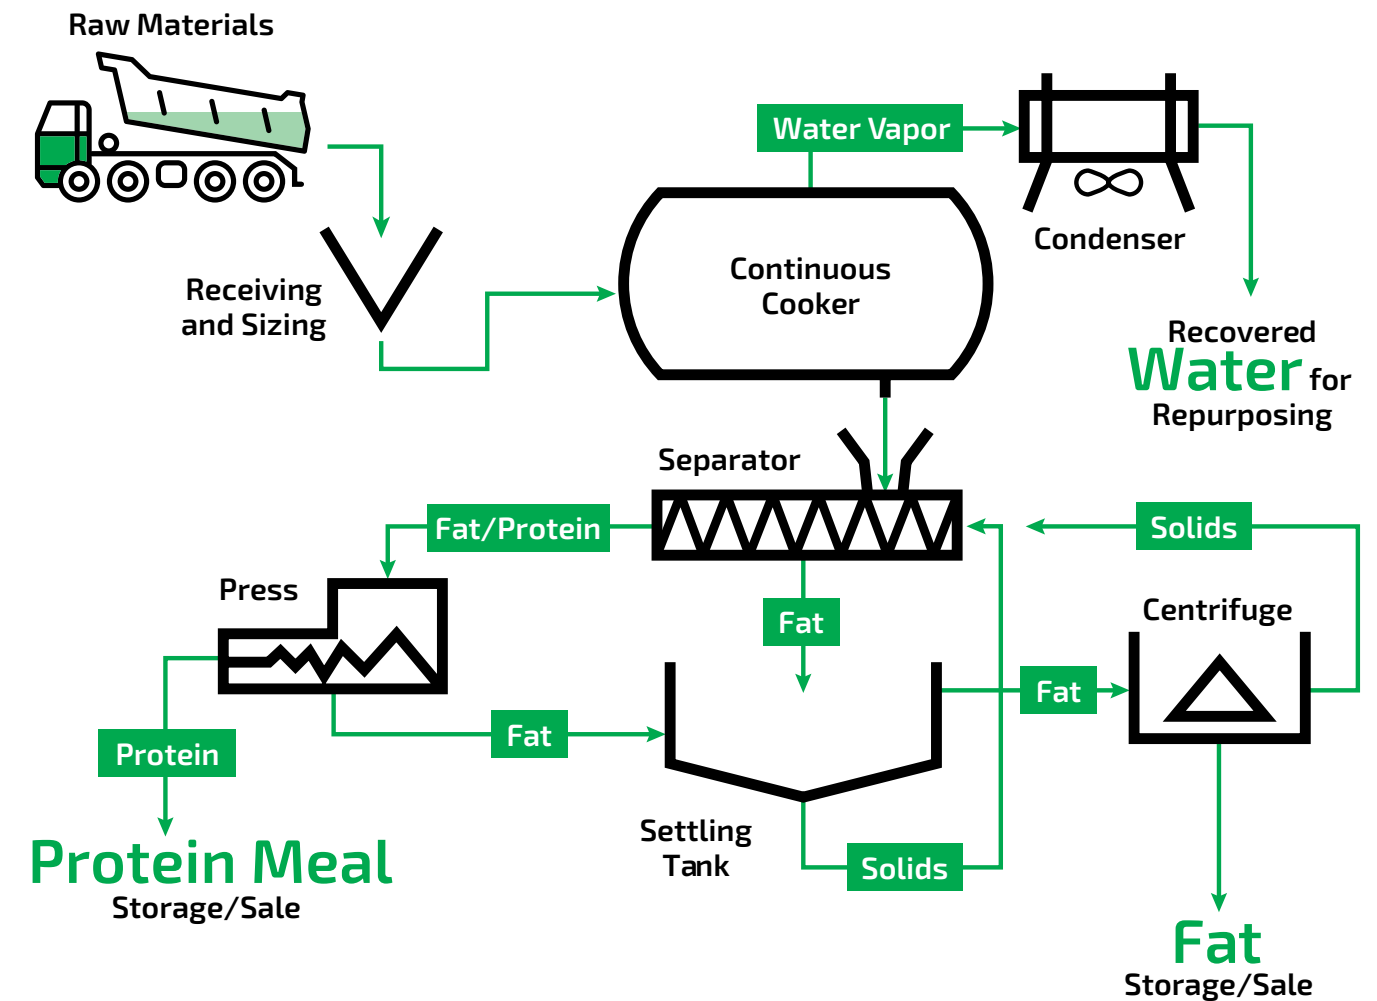 Raw Materials
Water Vapor
Condenser
Continuous
Cooker
Receiving
and Sizing
Recovered
Water for
Repurposing
Separator
Fat/Protein
Solids
Press
Fat
Centrifuge
Fat
Fat
Protein
Settling
Tank
Solids
Protein Meal
Storage/Sale
Fat
Storage/Sale